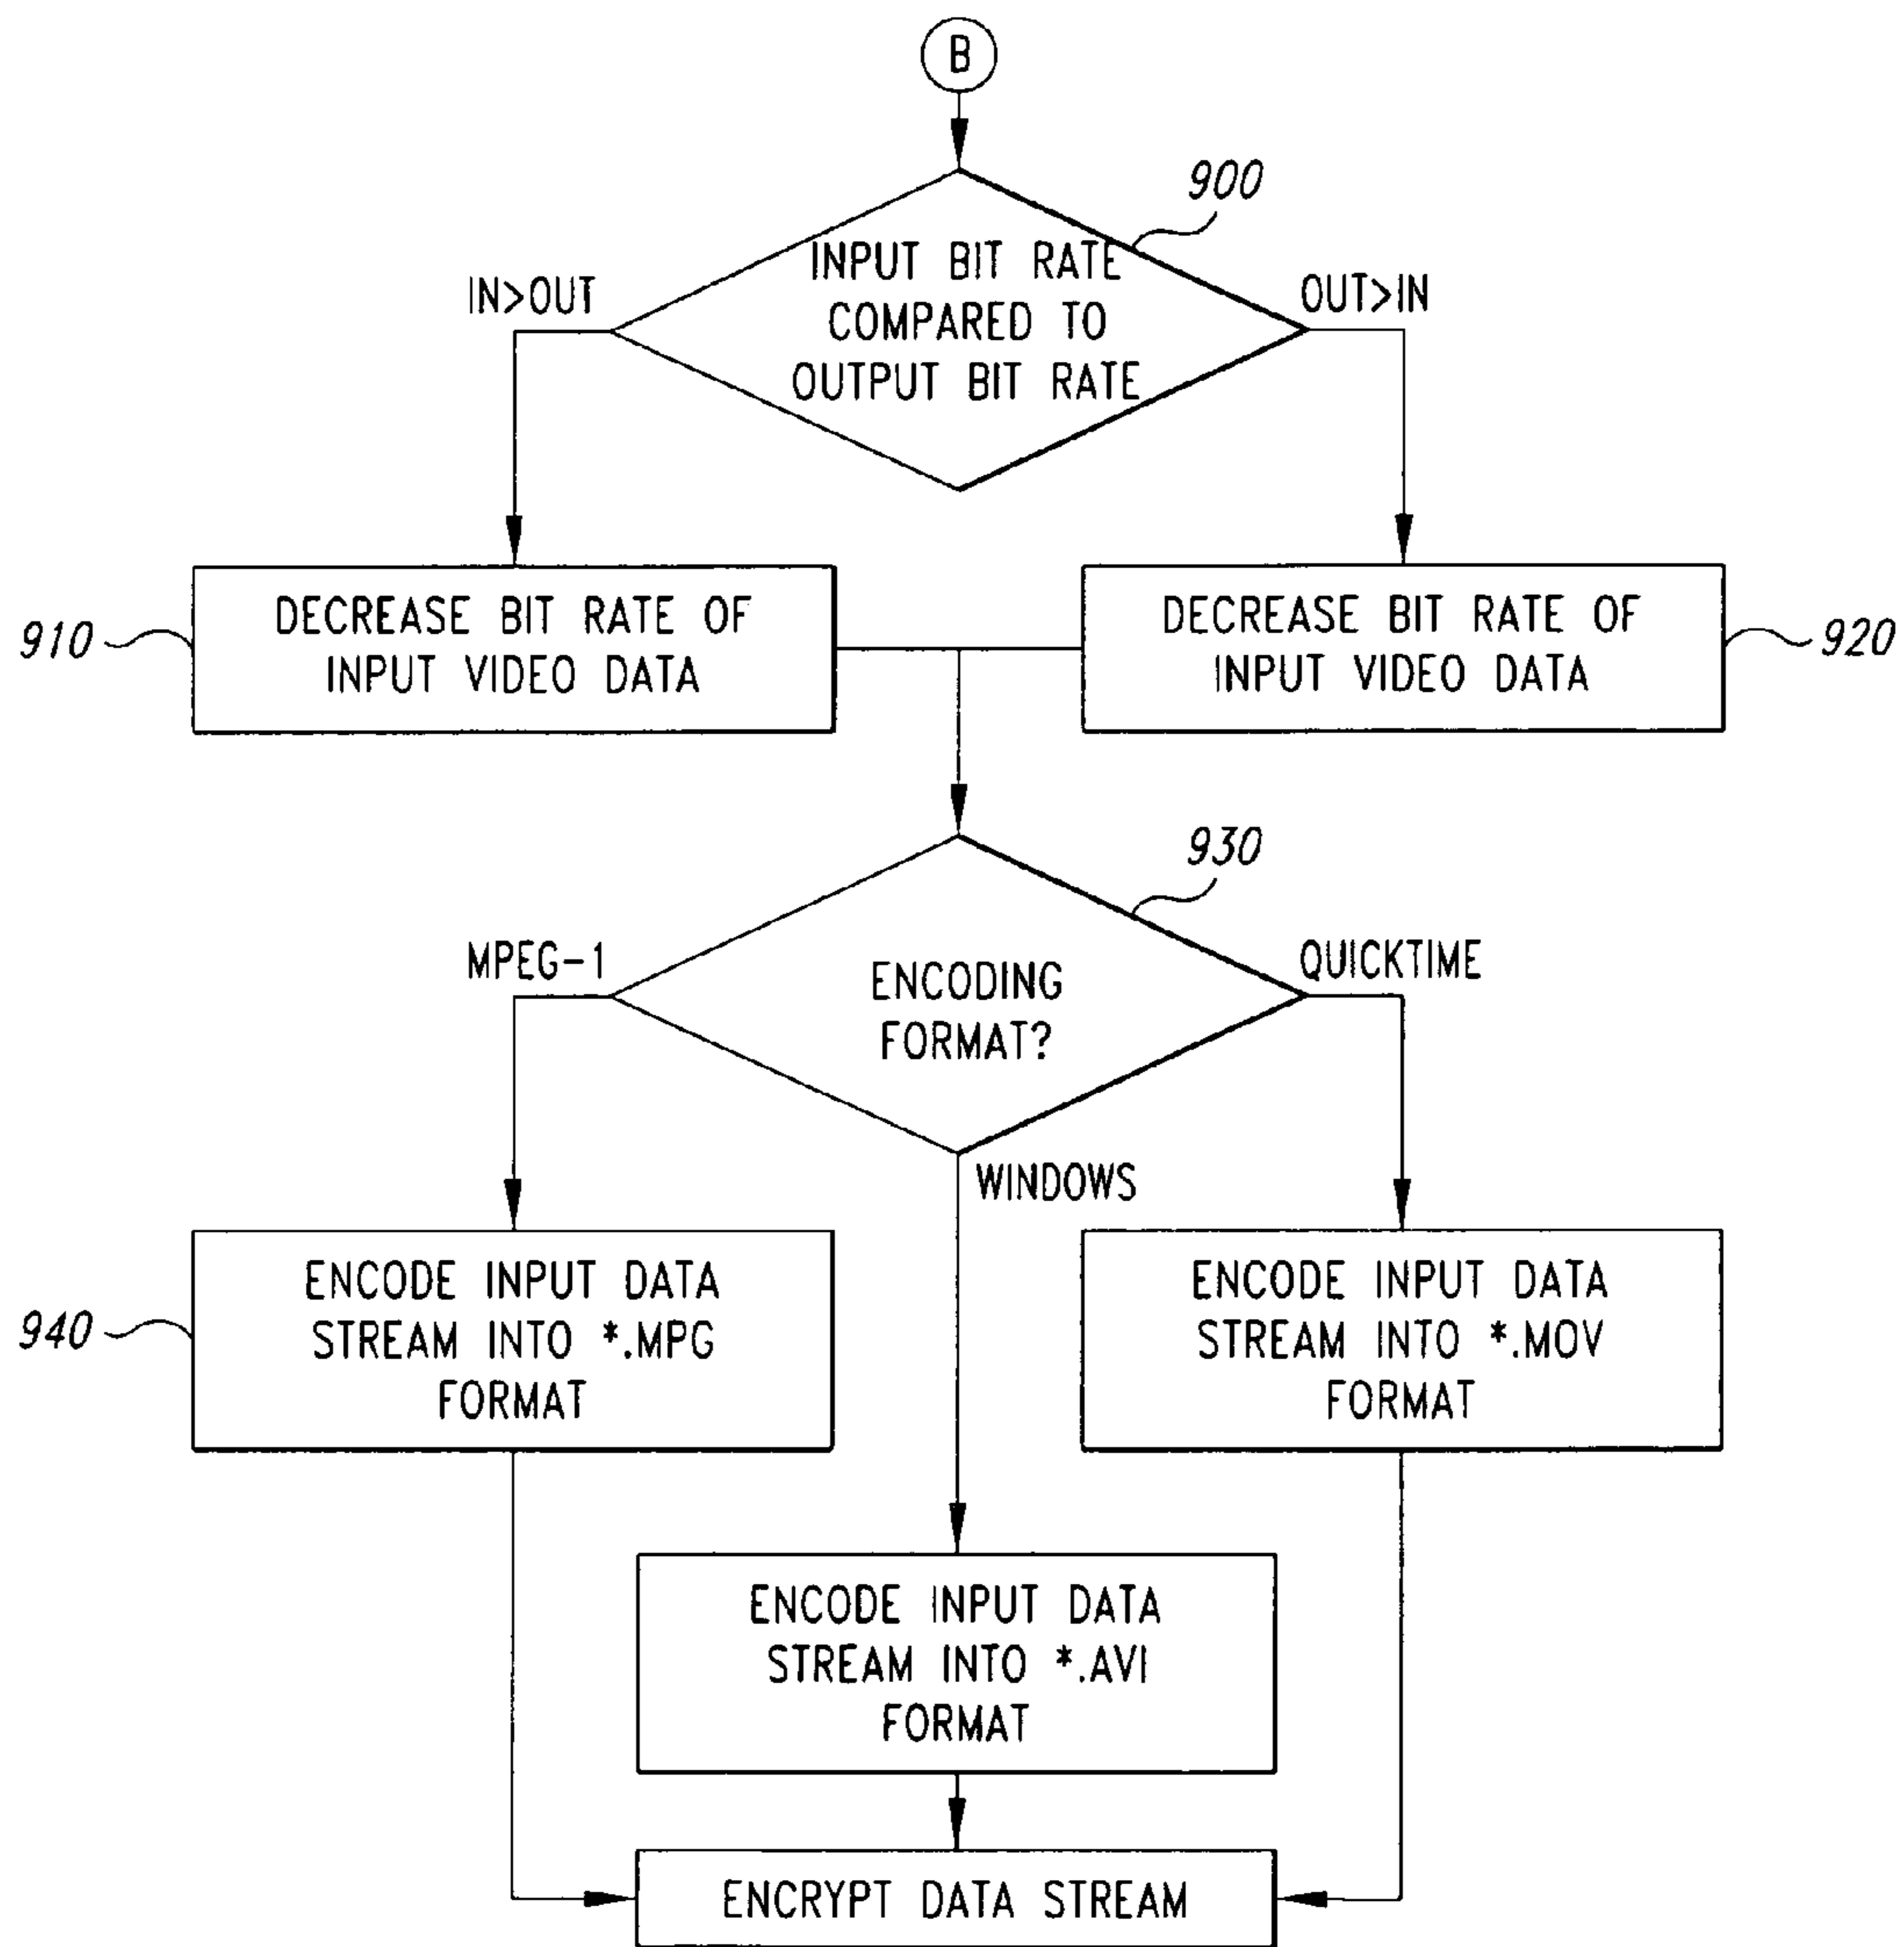 B
900
INPUT BIT RATE
COMPARED TO
OUTPUT BIT RATE
IN>OUT
OUT>IN
910
DECREASE BIT RATE OF
INPUT VIDEO DATA
DECREASE BIT RATE OF
INPUT VIDEO DATA
920
930
ENCODING
FORMAT?
MPEG-1
QUICKTIME
WINDOWS
940
ENCODE INPUT DATA
STREAM INTO *.MPG
FORMAT
ENCODE INPUT DATA
STREAM INTO *.MOV
FORMAT
ENCODE INPUT DATA
STREAM INTO *.AVI
FORMAT
ENCRYPT DATA STREAM